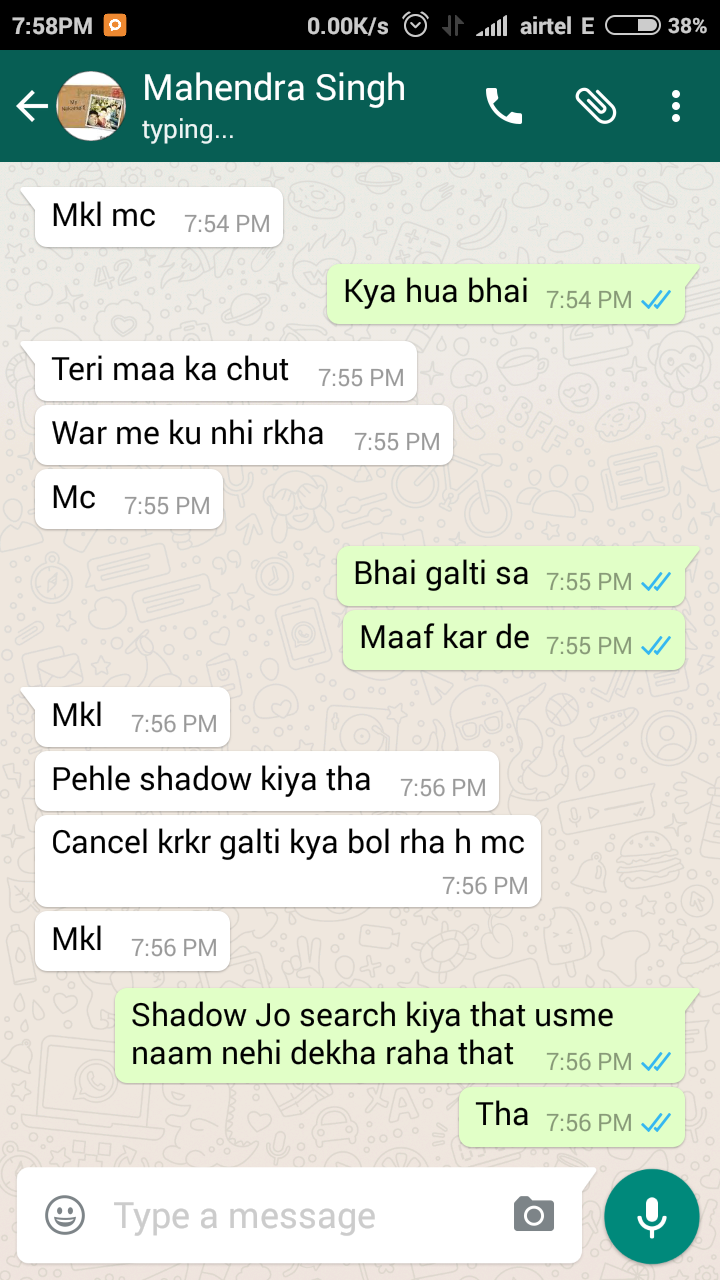 7:58PM 0.00K/s airtel E 38%
Mahendra Singh
typing...
Mkl mc 7:54 PM
Kya hua bhai 7:54 PM
Teri maa ka chut 7:55 PM
War me ku nhi rkha 7:55 PM
Mc 7:55 PM
Bhai galti sa 7:55 PM
Maaf kar de 7:55 PM
Mkl 7:56 PM
Pehle shadow kiya tha 7:56 PM
Cancel krkr galti kya bol rha h mc
7:56 PM
Mkl 7:56 PM
Shadow Jo search kiya that usme
naam nehi dekha raha that 7:56 PM
Tha 7:56 PM
Type a message